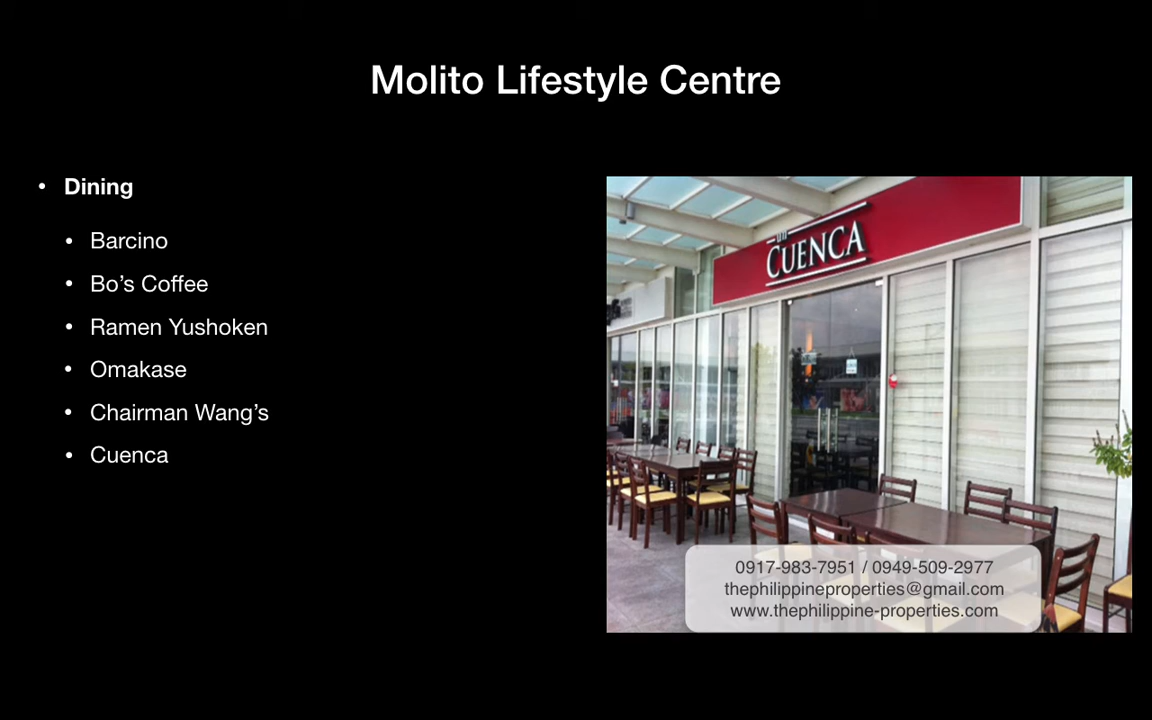 Molito Lifestyle Centre
• Dining
• Barcino
• Bo’s Coffee
• Ramen Yushoken
• Omakase
• Chairman Wang’s
• Cuenca
CUENCA
0917-983-7951 / 0949-509-2977
thephilippineproperties@gmail.com
www.thephilippine-properties.com